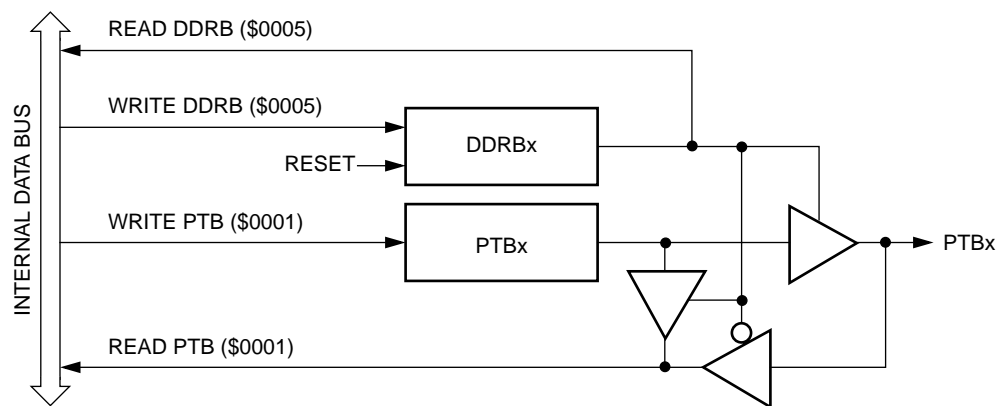 READ DDRB ($0005)
WRITE DDRB ($0005)
DDRBx
RESET
WRITE PTB ($0001)
PTBx
PTBx
READ PTB ($0001)
INTERNAL DATA BUS